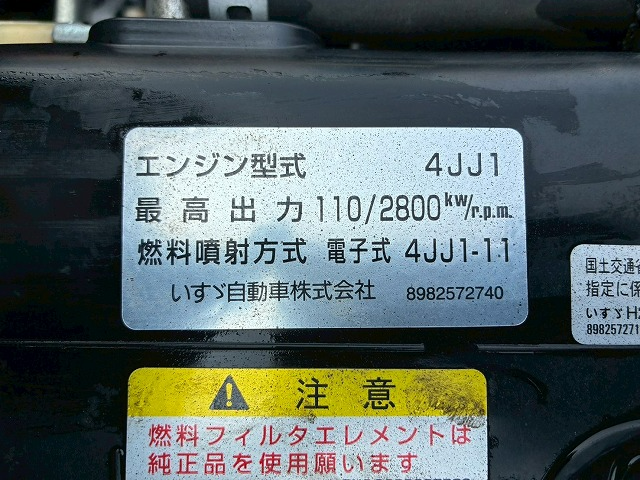 エンジン型式 4JJ1
最高出力 110/2800kw/r.p.m.
燃料噴射方式 電子式 4JJ1-11
いすゞ自動車株式会社 8982572740
国土交通
指定に係
いすゞH
898257271
注意
燃料フィルタエレメントは
純正品を使用願います